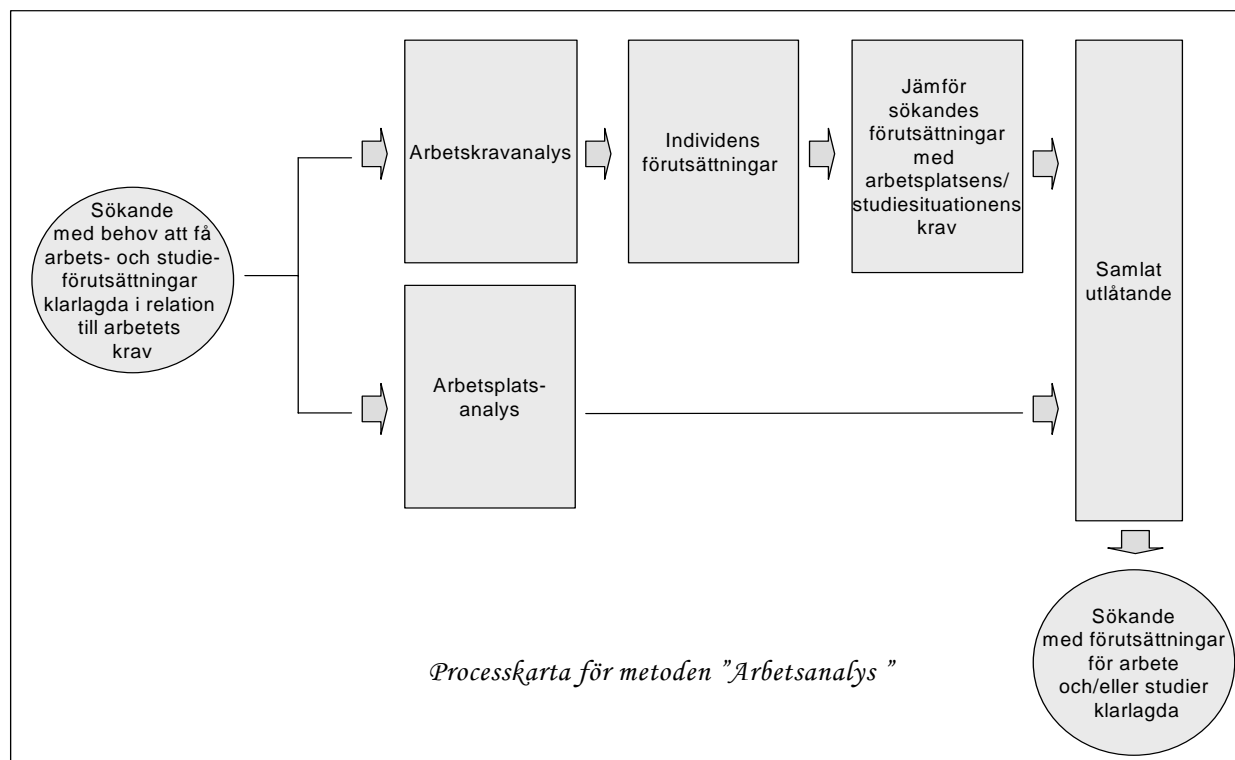 Sökande
med behov att få
arbets- och studie-
förutsättningar
klarlagda i relation
till arbetets
krav
Arbetskravanalys
Individens
förutsättningar
Jämför
sökandes
förutsättningar
med
arbetsplatsens/
studiesituationens
krav
Arbetsplats-
analys
Samlat
utlåtande
Sökande
med förutsättningar
för arbete
och/eller studier
klarlagda
Processkarta för metoden ”Arbetsanalys ”